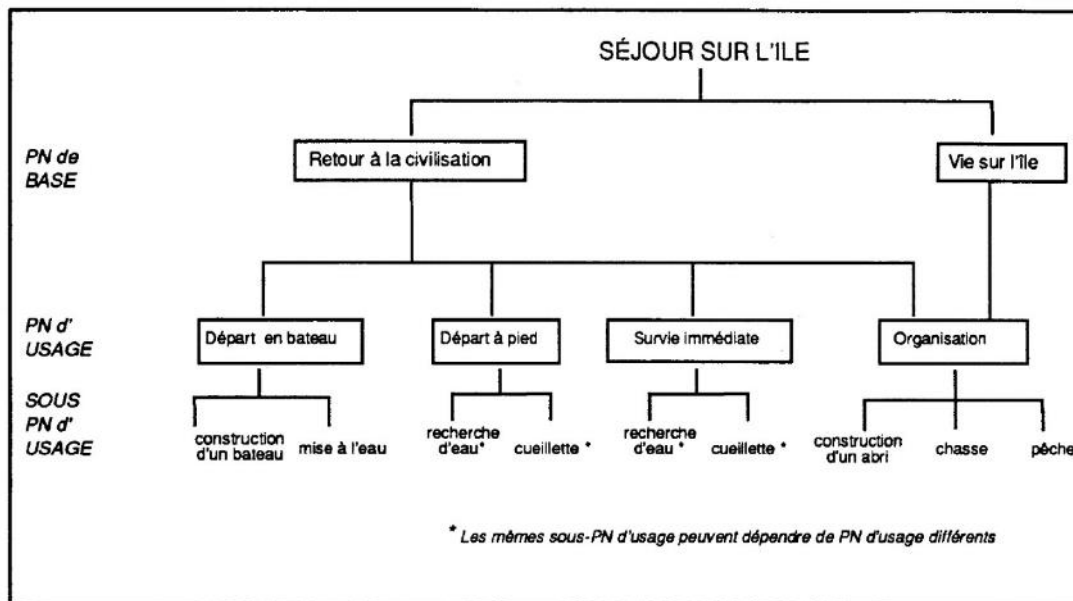 SÉJOUR SUR L'ILE
PN de
BASE
Retour à la civilisation
Vie sur l'île
PN d'
USAGE
Départ en bateau
Départ à pied
Survie immédiate
Organisation
SOUS
PN d'
USAGE
construction
d'un bateau
mise à l'eau
recherche
d'eau*
cueillette *
recherche
d'eau *
cueillette *
construction
d'un abri
chasse
pêche
* Les mêmes sous-PN d'usage peuvent dépendre de PN d'usage différents